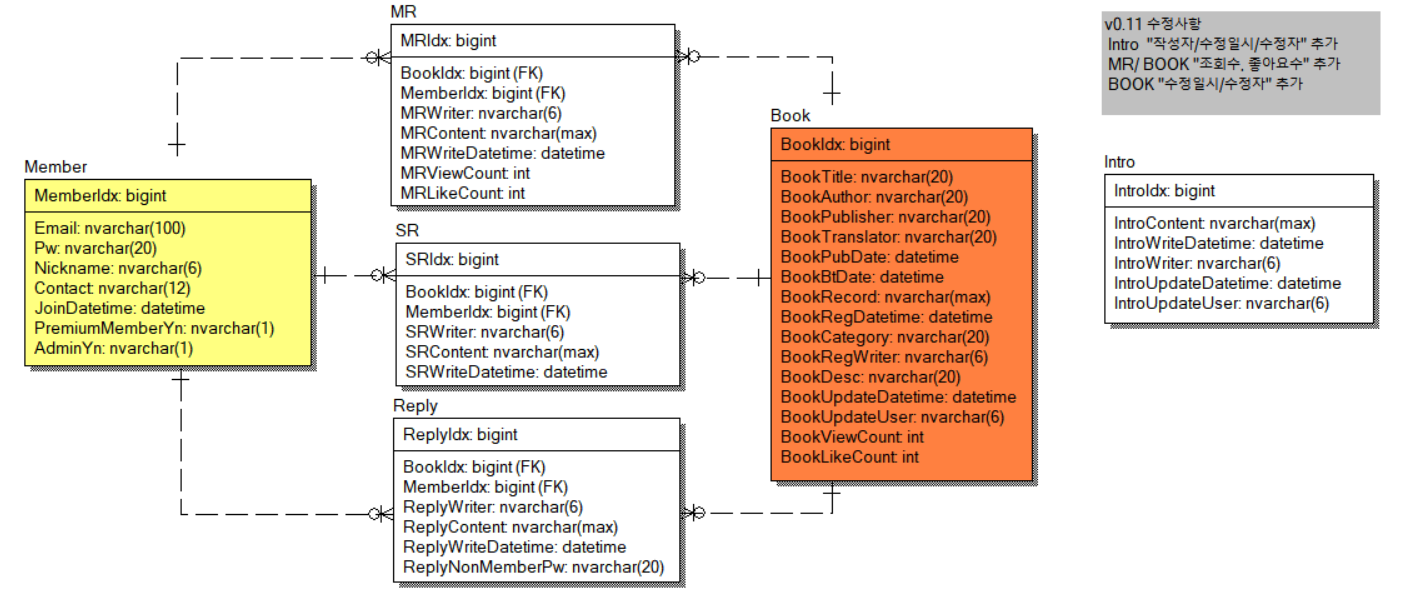 MR
MRIdx: bigint
BookIdx: bigint (FK)
MemberIdx: bigint (FK)
MRWriter: nvarchar(6)
MRContent: nvarchar(max)
MRWriteDatetime: datetime
MRViewCount: int
MRLikeCount: int
v0.11 수정사항
Intro "작성자/수정일시/수정자" 추가
MR/ BOOK "조회수, 좋아요수" 추가
BOOK "수정일시/수정자" 추가
Member
MemberIdx: bigint
Email: nvarchar(100)
Pw: nvarchar(20)
Nickname: nvarchar(6)
Contact: nvarchar(12)
JoinDatetime: datetime
PremiumMemberYn: nvarchar(1)
AdminYn: nvarchar(1)
SR
SRIdx: bigint
BookIdx: bigint (FK)
MemberIdx: bigint (FK)
SRWriter: nvarchar(6)
SRContent: nvarchar(max)
SRWriteDatetime: datetime
Reply
ReplyIdx: bigint
BookIdx: bigint (FK)
MemberIdx: bigint (FK)
ReplyWriter: nvarchar(6)
ReplyContent: nvarchar(max)
ReplyWriteDatetime: datetime
ReplyNonMemberPw: nvarchar(20)
Book
BookIdx: bigint
BookTitle: nvarchar(20)
BookAuthor: nvarchar(20)
BookPublisher: nvarchar(20)
BookTranslator: nvarchar(20)
BookPubDate: datetime
BookBtDate: datetime
BookRecord: nvarchar(max)
BookRegDatetime: datetime
BookCategory: nvarchar(20)
BookRegWriter: nvarchar(6)
BookDesc: nvarchar(20)
BookUpdateDatetime: datetime
BookUpdateUser: nvarchar(6)
BookViewCount: int
BookLikeCount: int
Intro
IntroIdx: bigint
IntroContent: nvarchar(max)
IntroWriteDatetime: datetime
IntroWriter: nvarchar(6)
IntroUpdateDatetime: datetime
IntroUpdateUser: nvarchar(6)